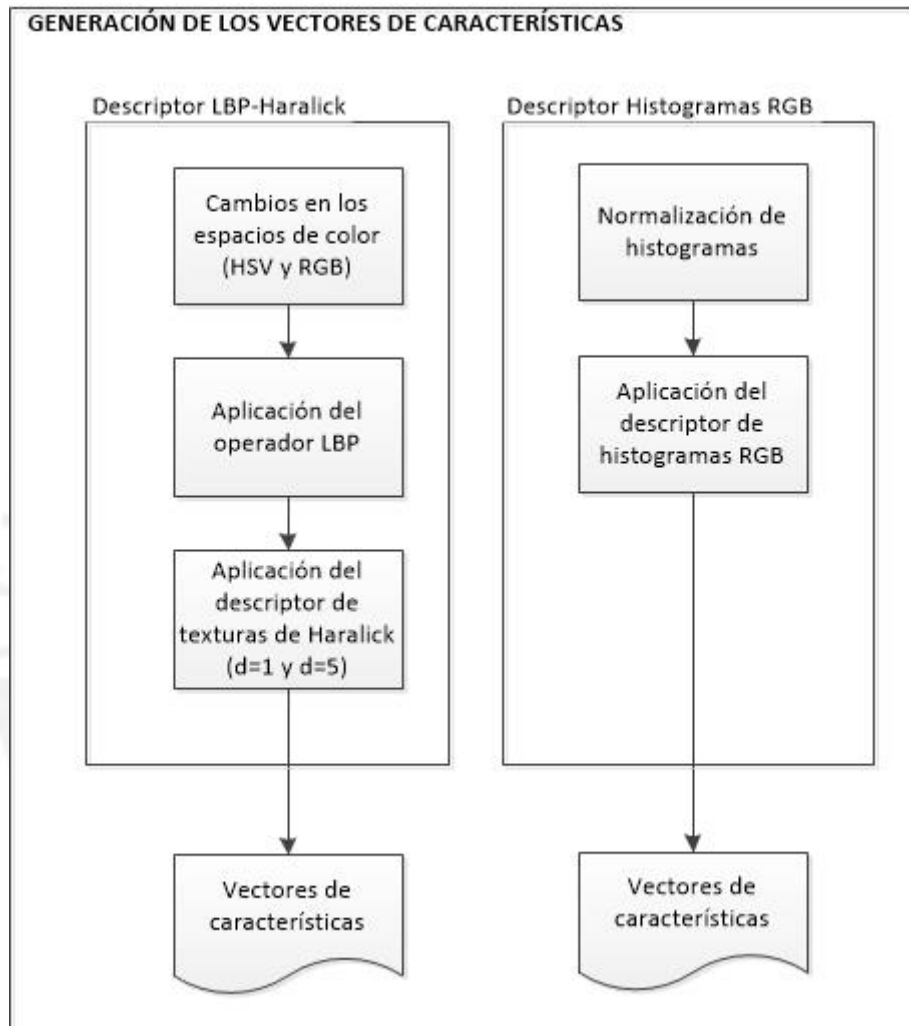 GENERACIÓN DE LOS VECTORES DE CARACTERÍSTICAS
Descriptor LBP-Haralick
Cambios en los
espacios de color
(HSV y RGB)
Aplicación del
operador LBP
Aplicación del
descriptor de
texturas de Haralick
(d=1 y d=5)
Vectores de
características
Descriptor Histogramas RGB
Normalización de
histogramas
Aplicación del
descriptor de
histogramas RGB
Vectores de
características